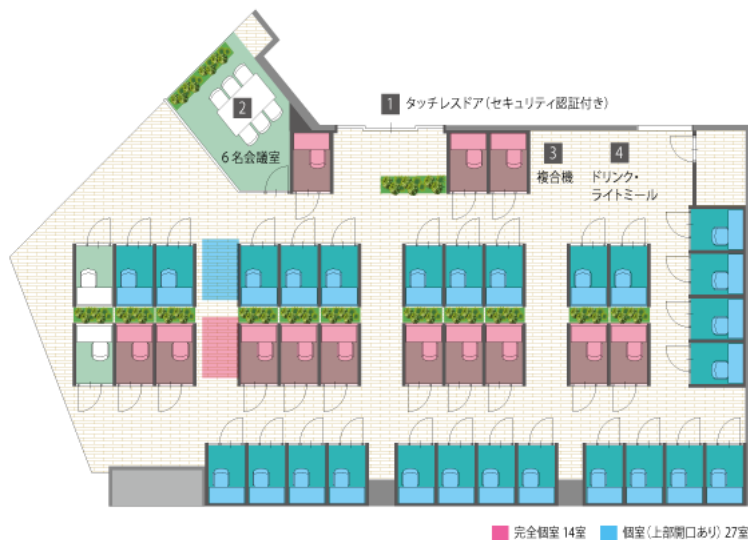 1 タッチレスドア(セキュリティ認証付き)
2
6名会議室
3
複合機
4
ドリンク・
ライトミール
完全個室 14室
個室(上部開口あり) 27室